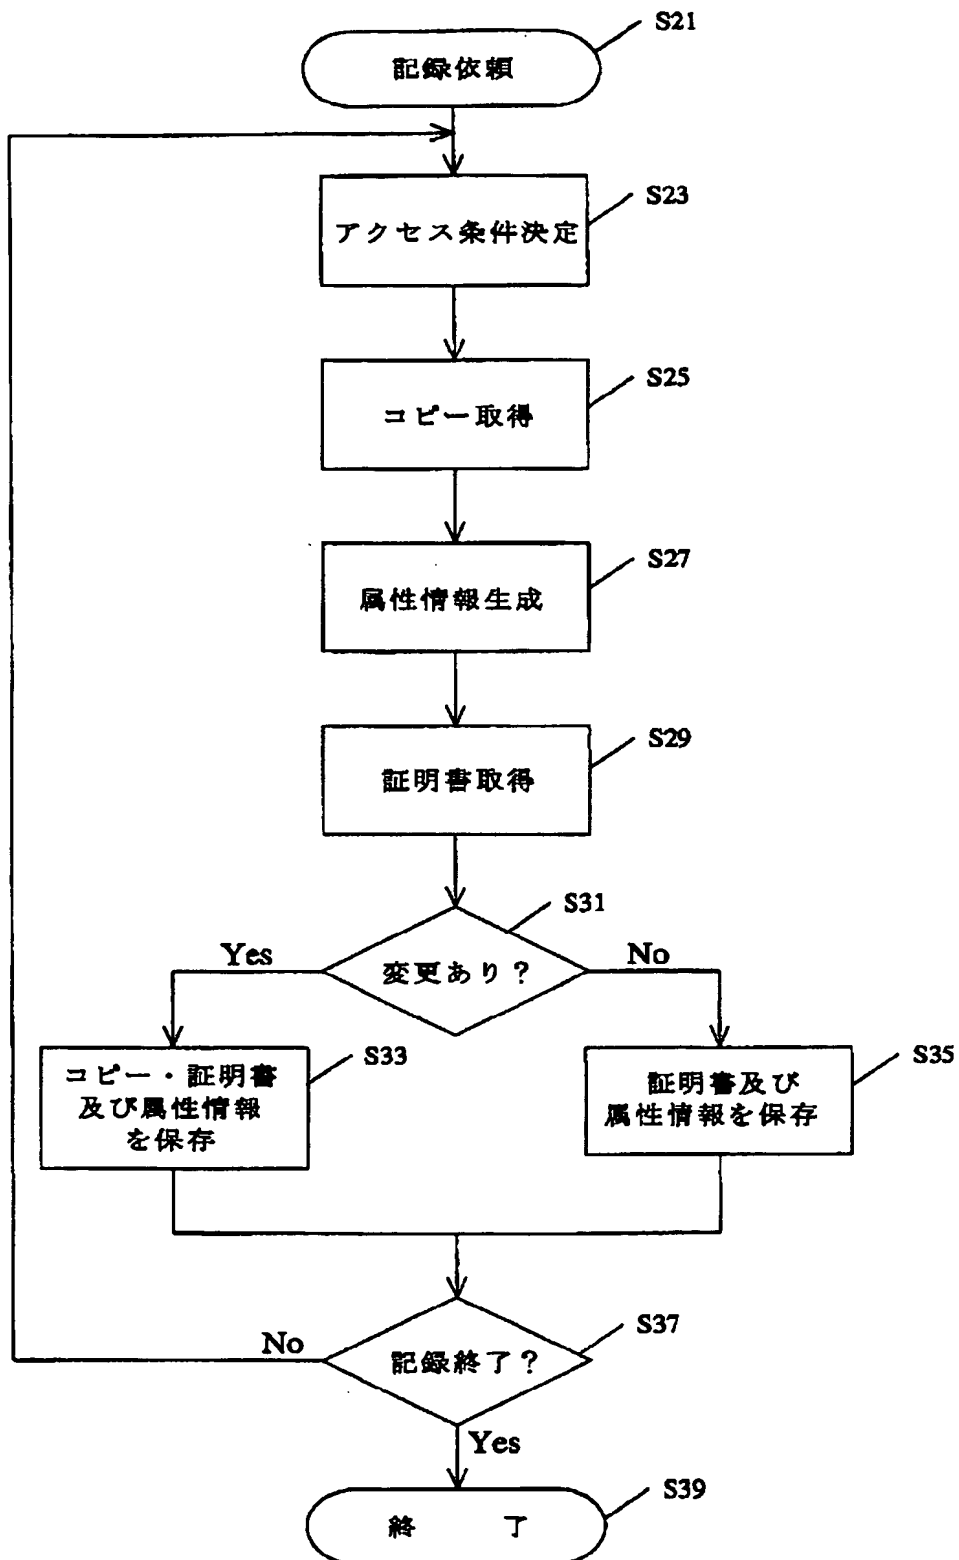 S21
記録依頼
S23
アクセス条件決定
S25
コピー取得
S27
属性情報生成
S29
証明書取得
S31
Yes
変更あり?
No
S33
コピー・証明書
及び属性情報
を保存
S35
証明書及び
属性情報を保存
S37
No
記録終了?
Yes
S39
終 了